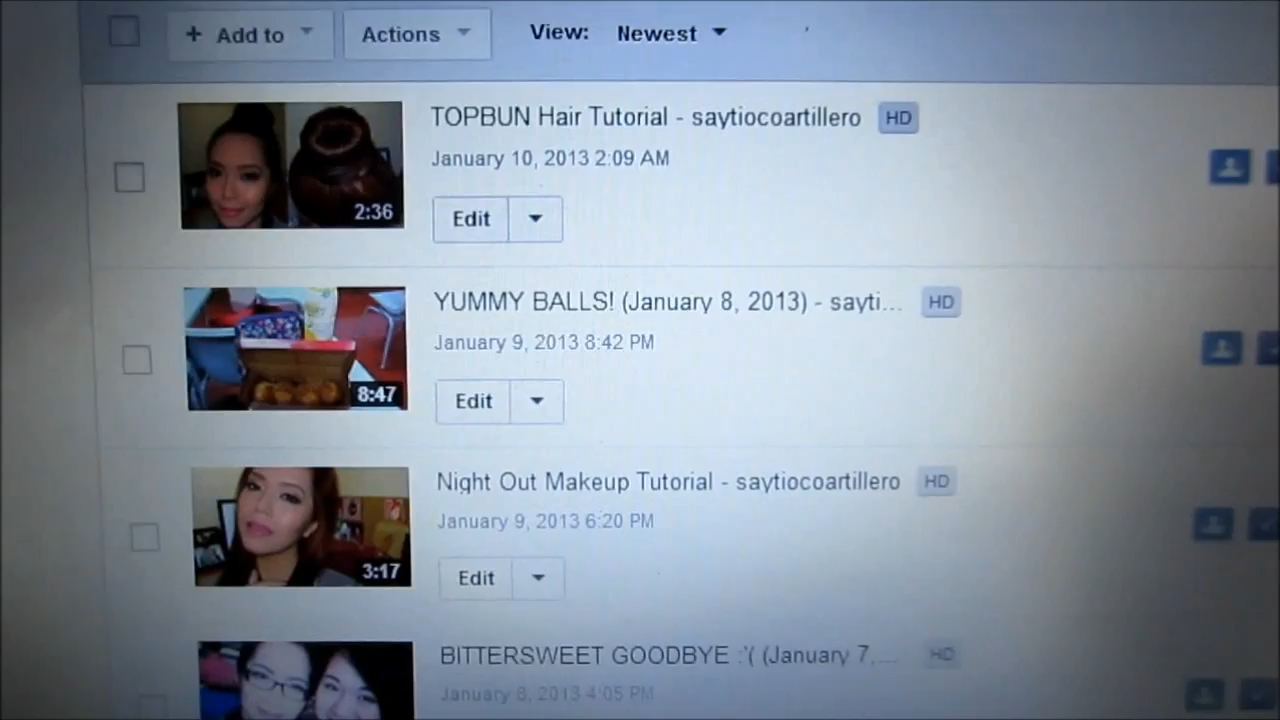 + Add to
Actions
View:
Newest
TOPBUN Hair Tutorial - saytiocoartillero
HD
January 10, 2013 2:09 AM
2:36
Edit
YUMMY BALLS! (January 8, 2013) - sayti...
HD
January 9, 2013 8:42 PM
8:47
Edit
Night Out Makeup Tutorial - saytiocoartillero
HD
January 9, 2013 6:20 PM
3:17
Edit
BITTERSWEET GOODBYE :'( (January 7,...
HD
January 8, 2013 4:05 PM